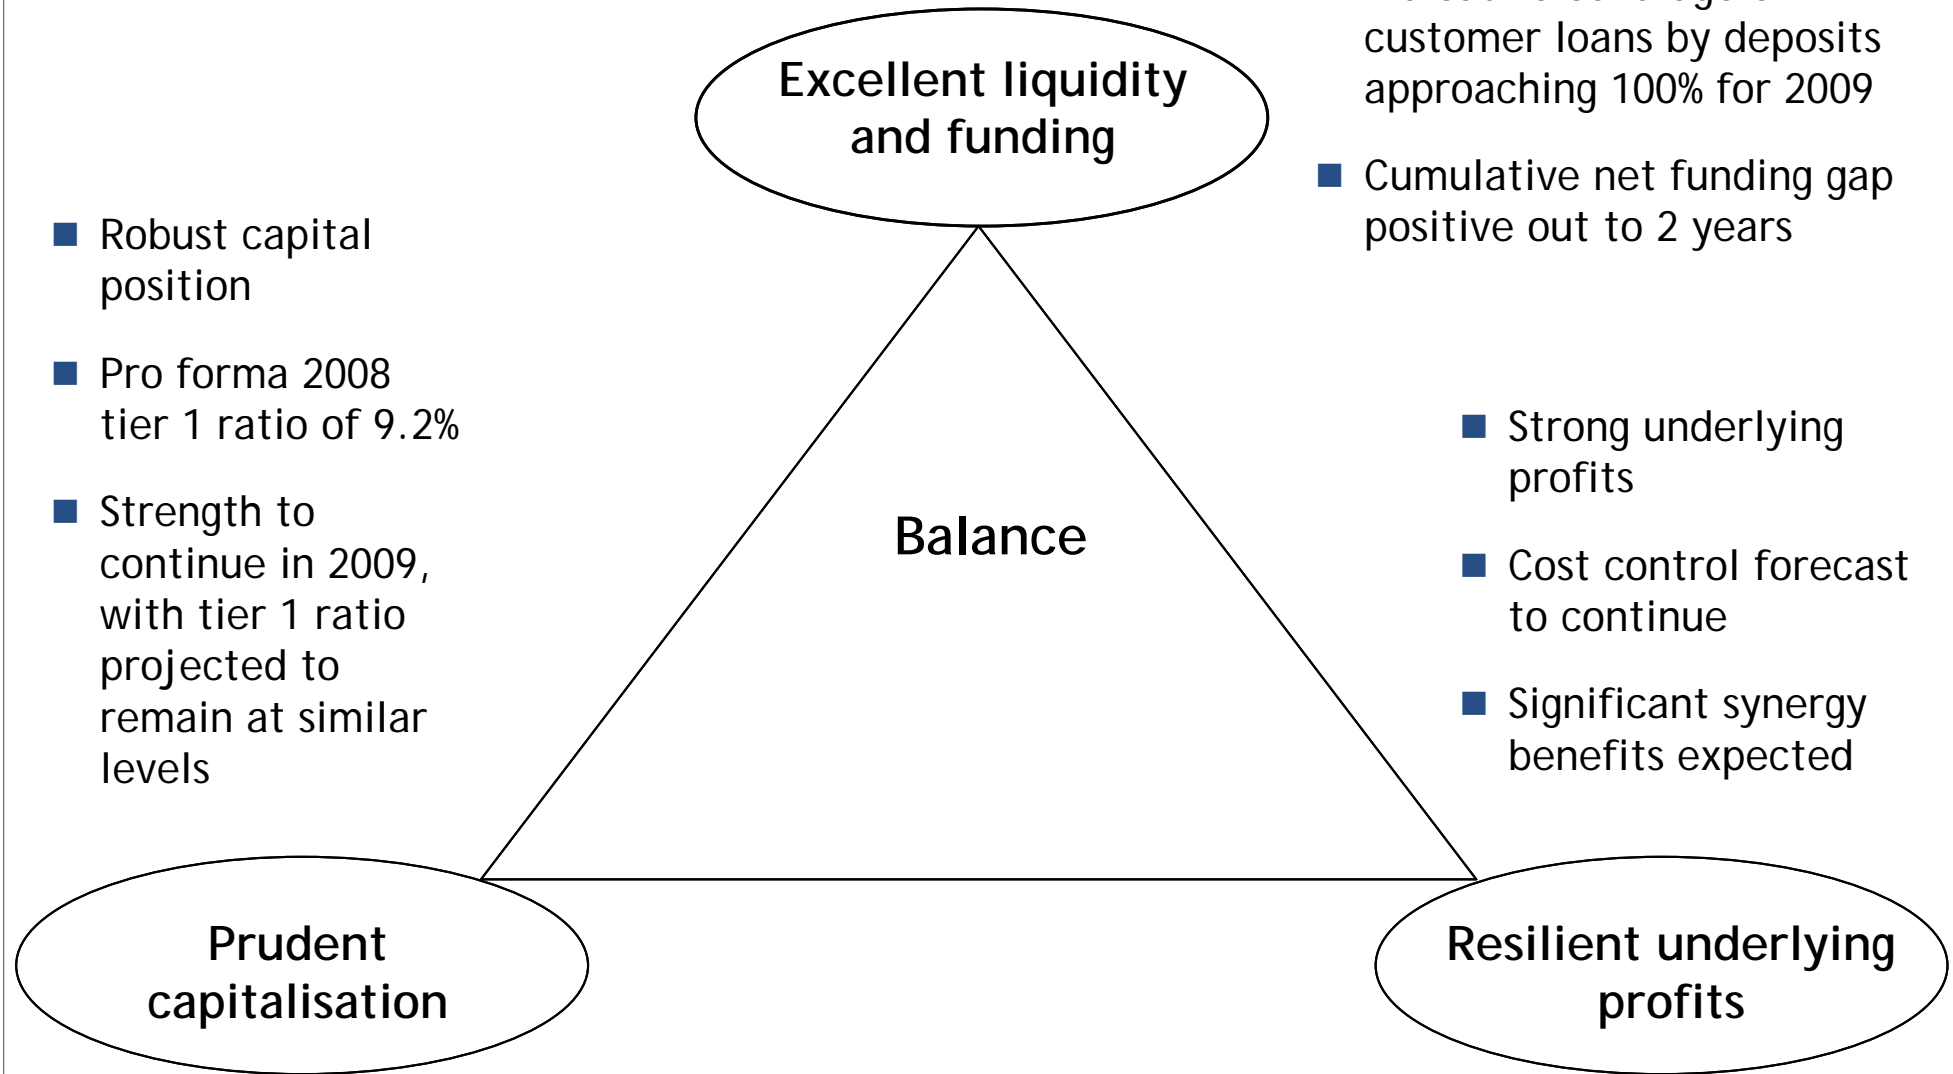 Excellent liquidity
and funding
customer loans by deposits
approaching 100% for 2009
■ Cumulative net funding gap
positive out to 2 years
■ Robust capital
position
■ Pro forma 2008
tier 1 ratio of 9.2%
■ Strength to
continue in 2009,
with tier 1 ratio
projected to
remain at similar
levels
Balance
■ Strong underlying
profits
■ Cost control forecast
to continue
■ Significant synergy
benefits expected
Prudent
capitalisation
Resilient underlying
profits